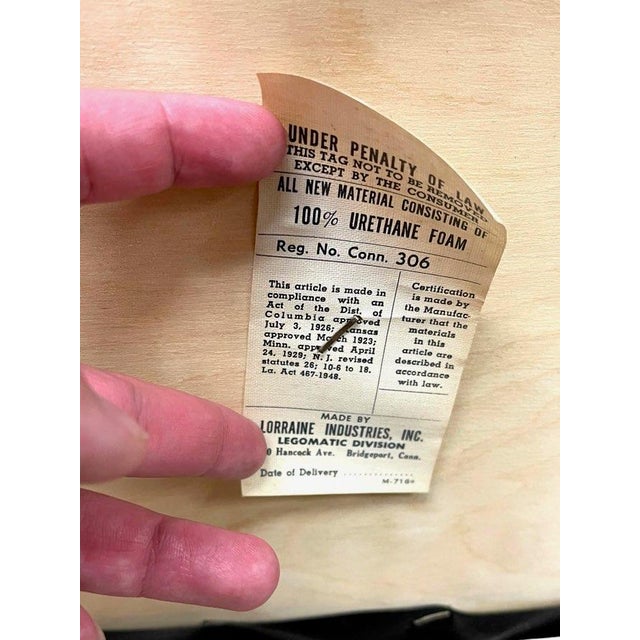 UNDER PENALTY OF LAW
THIS TAG NOT TO BE REMOVED
EXCEPT BY THE CONSUMER
ALL NEW MATERIAL CONSISTING OF
100% URETHANE FOAM
Reg. No. Conn. 306
This article is made in
compliance with an
Act of the Dist. of
Columbia approved
July 3, 1926; Kansas
approved March 1923;
Minn. approved April
24, 1929; N. J. revised
statutes 26; 10-6 to 18.
La. Act 467-1948.
Certification
is made by
the Manufac-
turer that the
materials in
this article
are described in
accordance
with law.
MADE BY
LORRAINE INDUSTRIES, INC.
LEGOMATIC DIVISION
Hancock Ave. Bridgeport, Conn.
Date of Delivery ..............